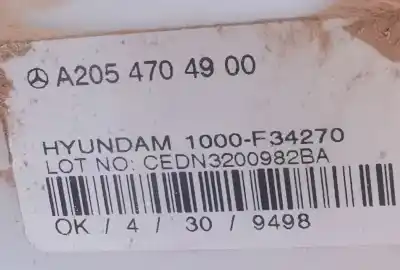 A205 470 49 00
HYUNDAM 1000-F34270
LOT NO: CEDN3200982BA
OK / 4 / 30 / 9498